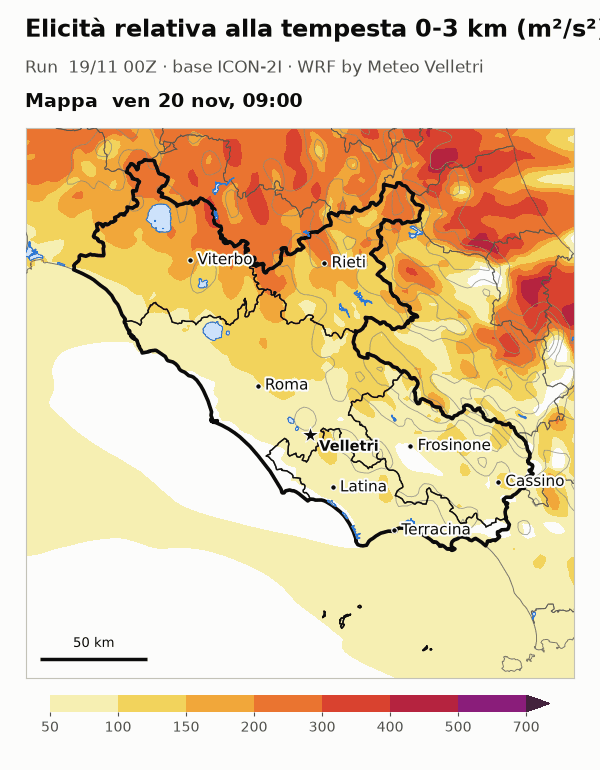 Elicità relativa alla tempesta 0-3 km (m²/s²)
Run 19/11 00Z · base ICON-2I · WRF by Meteo Velletri
Mappa ven 20 nov, 09:00
Viterbo
Rieti
Roma
Velletri
Frosinone
Cassino
Latina
Terracina
50 km
50 100 150 200 300 400 500 700